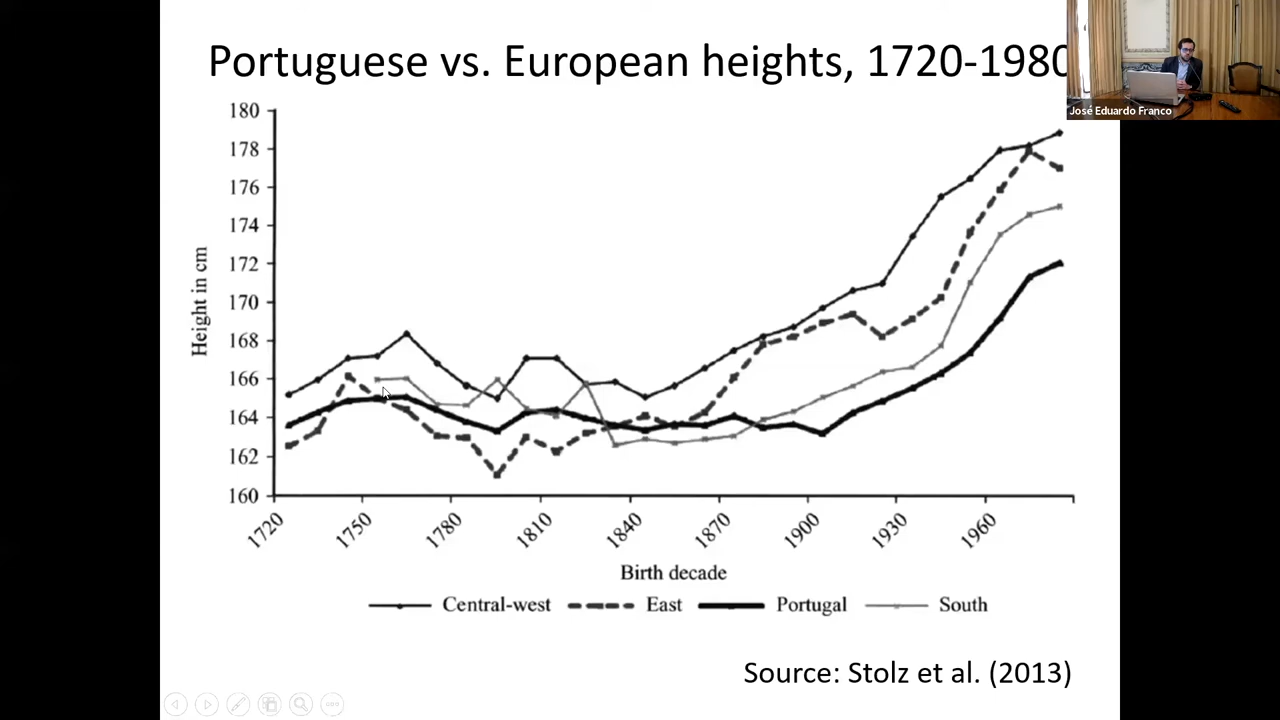 Portuguese vs. European heights, 1720-1980
José Eduardo Franco
180
178
176
174
172
170
168
166
164
162
160
Height in cm
1720
1750
1780
1810
1840
1870
1900
1930
1960
Birth decade
Central-west
East
Portugal
South
Source: Stolz et al. (2013)